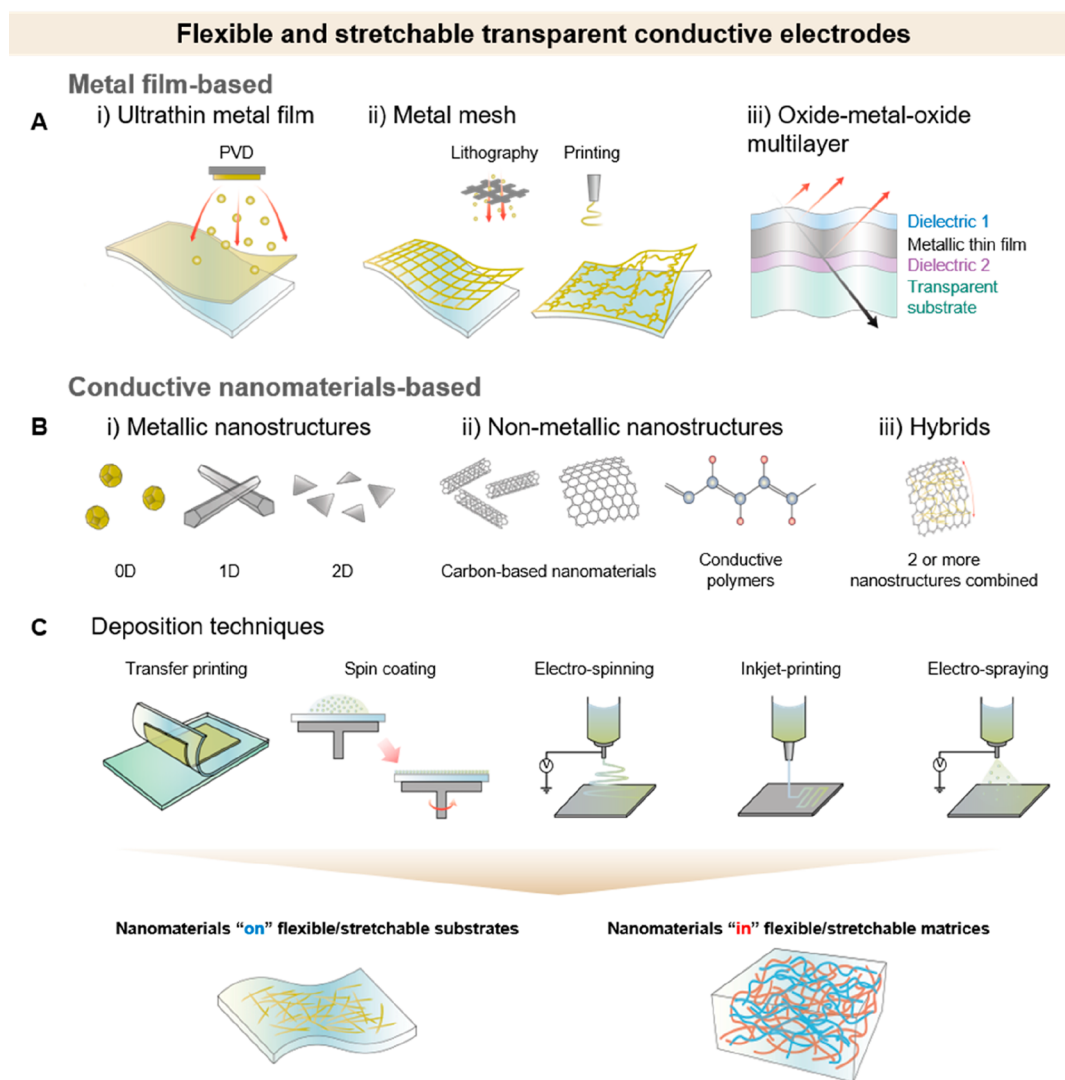 Flexible and stretchable transparent conductive electrodes
Metal film-based
A
i) Ultrathin metal film
ii) Metal mesh
iii) Oxide-metal-oxide
multilayer
PVD
Lithography
Printing
Dielectric 1
Metallic thin film
Dielectric 2
Transparent
substrate
Conductive nanomaterials-based
B
i) Metallic nanostructures
ii) Non-metallic nanostructures
iii) Hybrids
0D
1D
2D
Carbon-based nanomaterials
Conductive
polymers
2 or more
nanostructures combined
C
Deposition techniques
Transfer printing
Spin coating
Electro-spinning
Inkjet-printing
Electro-spraying
V
V
Nanomaterials “on” flexible/stretchable substrates
Nanomaterials “in” flexible/stretchable matrices